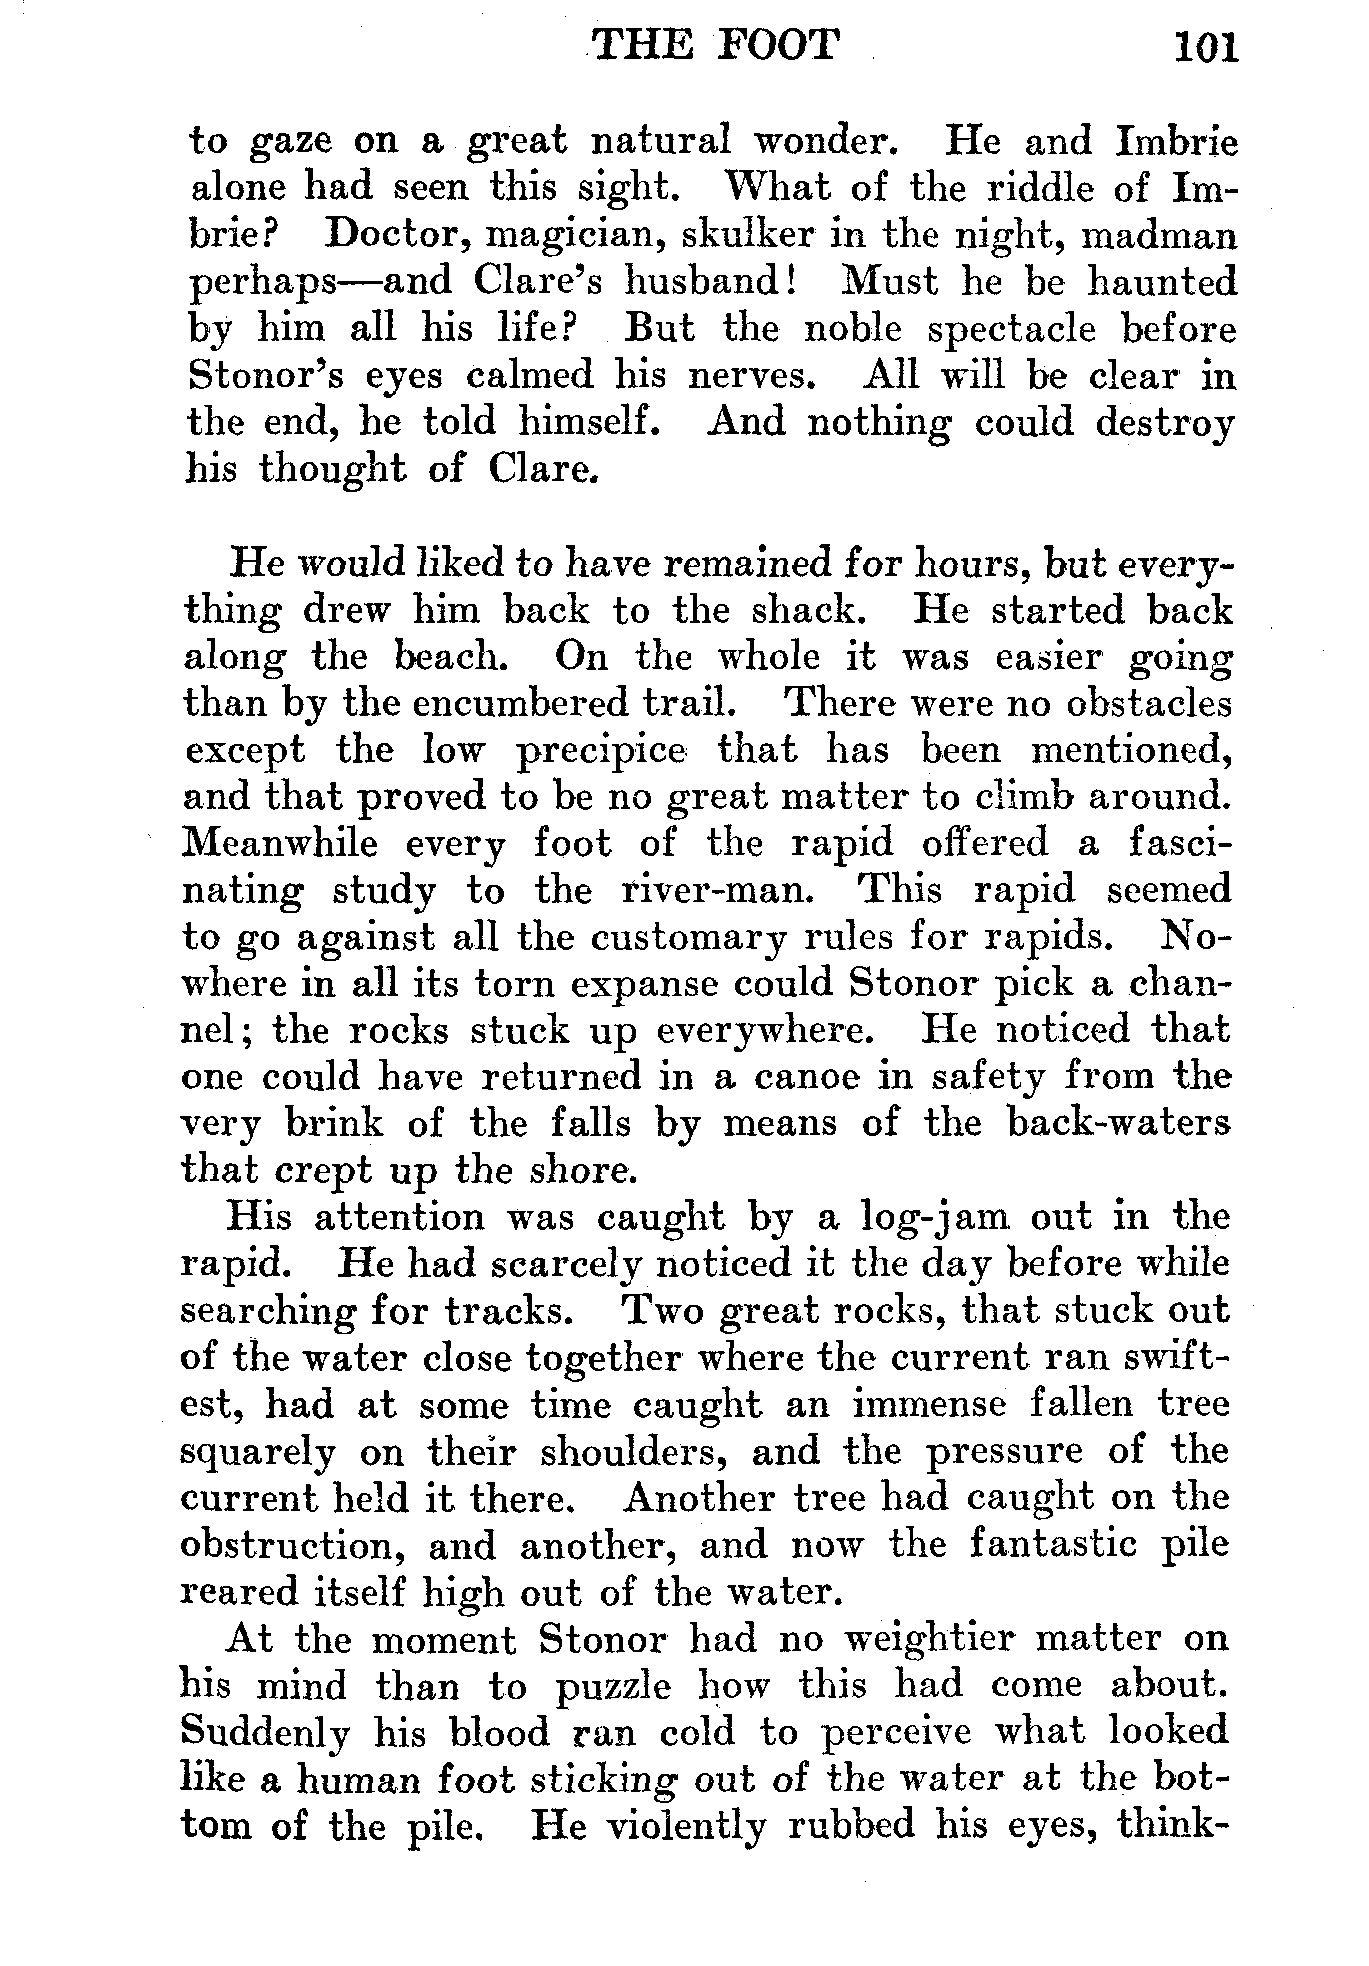 THE FOOT 101
to gaze on a great natural wonder. He and Imbrie
alone had seen this sight. What of the riddle of Im-
brie? Doctor, magician, skulker in the night, madman
perhaps—and Clare's husband! Must he be haunted
by him all his life? But the noble spectacle before
Stonor's eyes calmed his nerves. All will be clear in
the end, he told himself. And nothing could destroy
his thought of Clare.
He would liked to have remained for hours, but every-
thing drew him back to the shack. He started back
along the beach. On the whole it was easier going
than by the encumbered trail. There were no obstacles
except the low precipice that has been mentioned,
and that proved to be no great matter to climb around.
Meanwhile every foot of the rapid offered a fasci-
nating study to the river-man. This rapid seemed
to go against all the customary rules for rapids. No-
where in all its torn expanse could Stonor pick a chan-
nel; the rocks stuck up everywhere. He noticed that
one could have returned in a canoe in safety from the
very brink of the falls by means of the back-waters
that crept up the shore.
His attention was caught by a log-jam out in the
rapid. He had scarcely noticed it the day before while
searching for tracks. Two great rocks, that stuck out
of the water close together where the current ran swift-
est, had at some time caught an immense fallen tree
squarely on their shoulders, and the pressure of the
current held it there. Another tree had caught on the
obstruction, and another, and now the fantastic pile
reared itself high out of the water.
At the moment Stonor had no weightier matter on
his mind than to puzzle how this had come about.
Suddenly his blood ran cold to perceive what looked
like a human foot sticking out of the water at the bot-
tom of the pile. He violently rubbed his eyes, think-